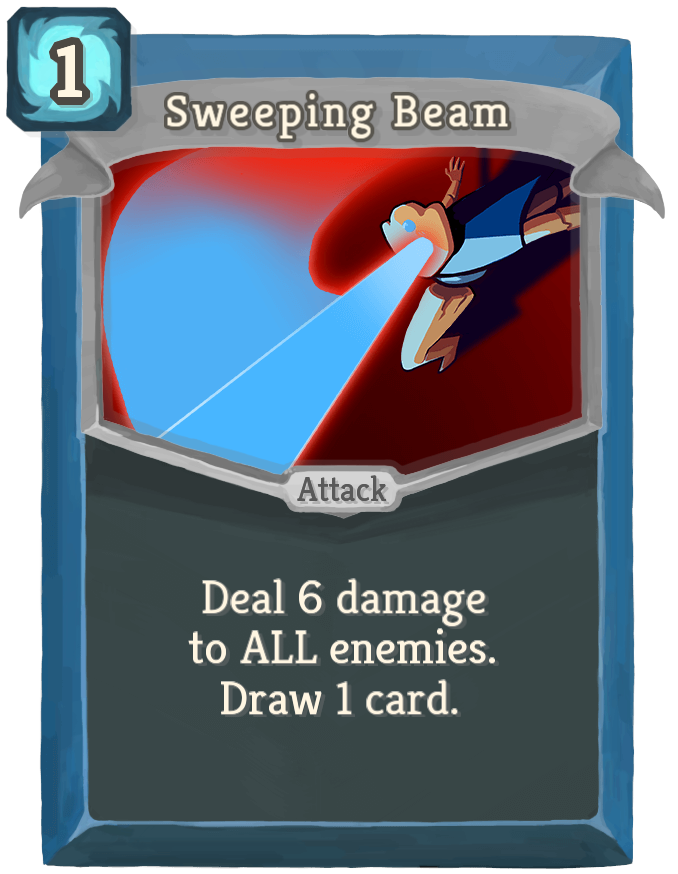 1
Sweeping Beam
Attack
Deal 6 damage
to ALL enemies.
Draw 1 card.